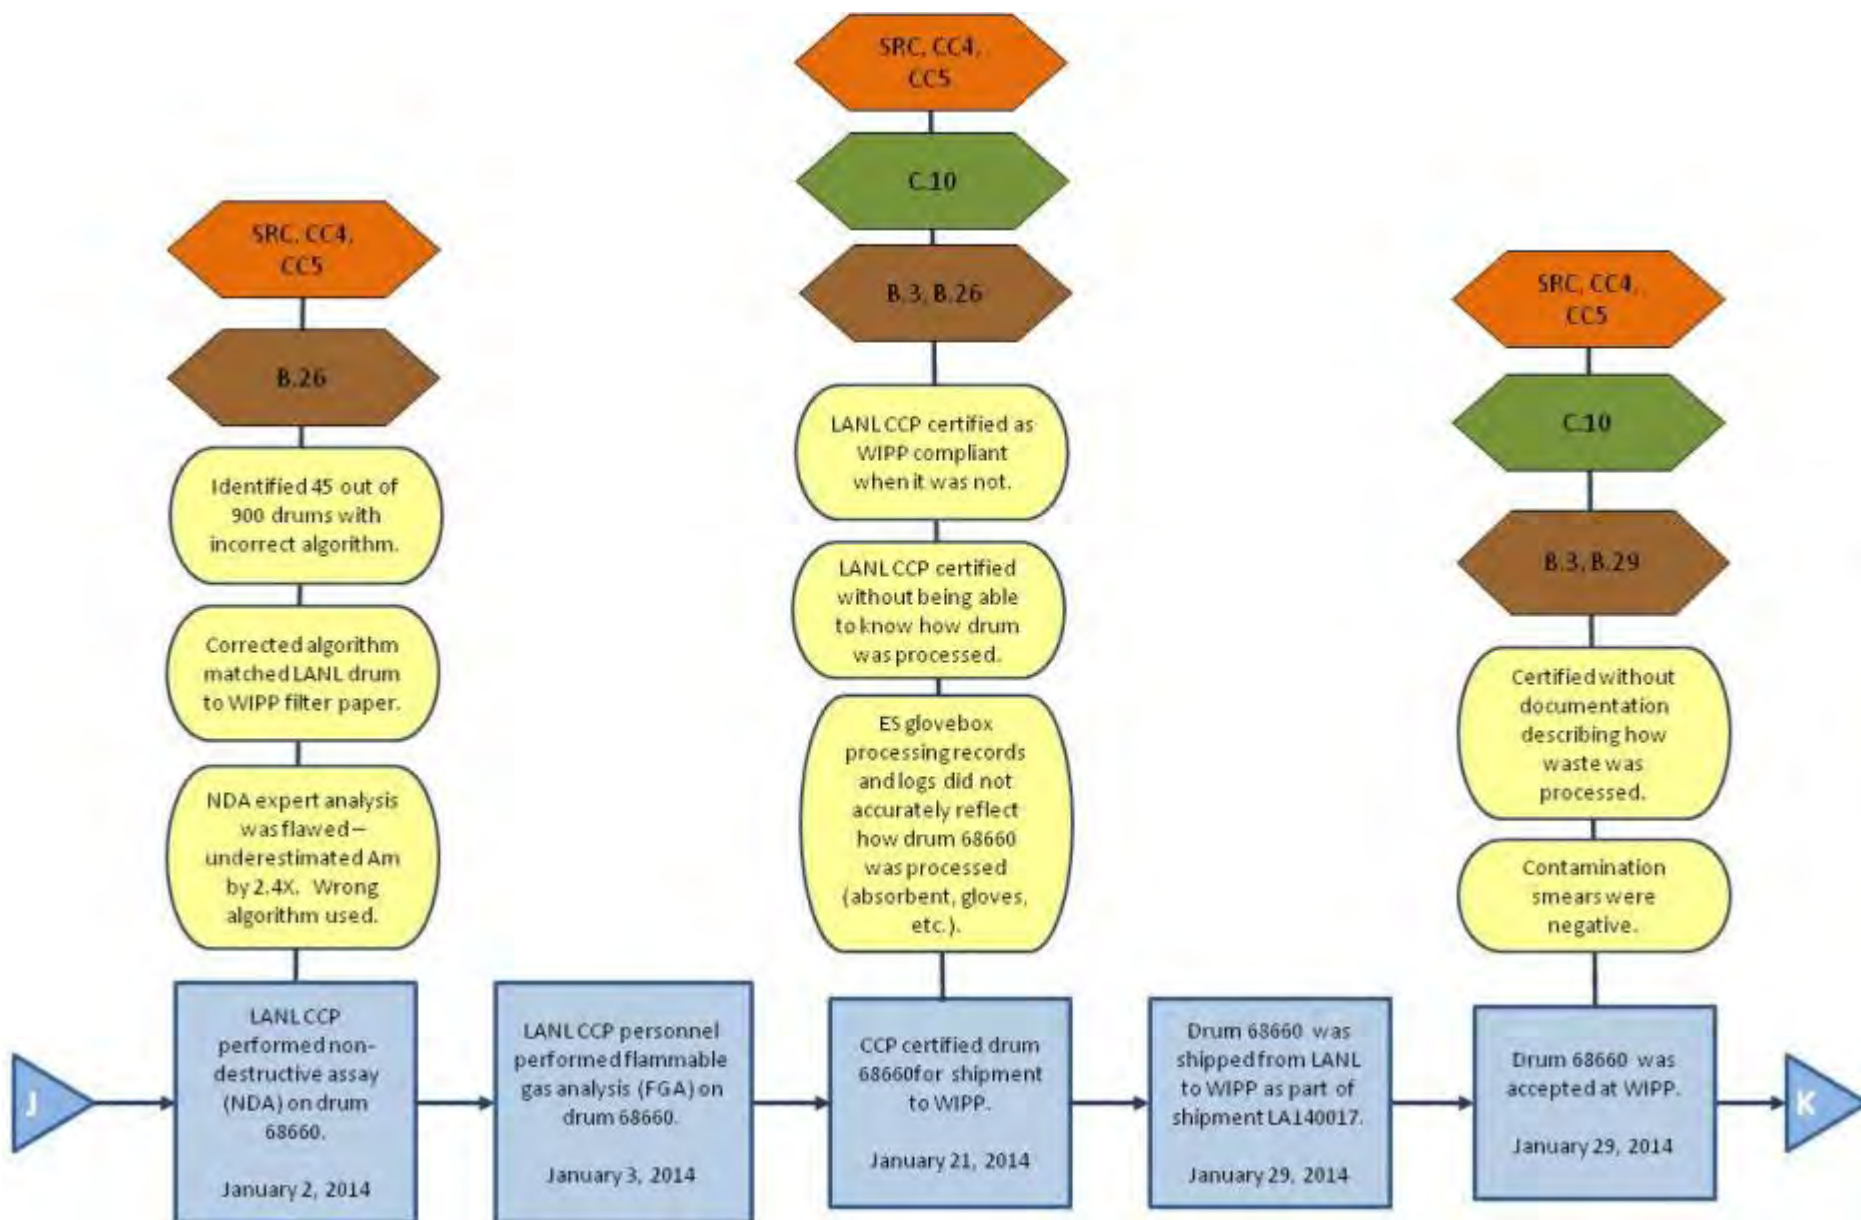 SRC, CC4,
CC5
B.26
Identified 45 out of
900 drums with
incorrect algorithm.
Corrected algorithm
matched LANL drum
to WIPP filter paper.
NDA expert analysis
was flawed –
underestimated Am
by 2.4X. Wrong
algorithm used.
LANL CCP
performed non-
destructive assay
(NDA) on drum
68660.
January 2, 2014
LANL CCP personnel
performed flammable
gas analysis (FGA) on
drum 68660.
January 3, 2014
SRC, CC4,
CC5
C.10
B.3, B.26
LANL CCP certified as
WIPP compliant
when it was not.
LANL CCP certified
without being able
to know how drum
was processed.
ES glovebox
processing records
and logs did not
accurately reflect
how drum 68660
was processed
(absorbent, gloves,
etc.).
CCP certified drum
68660for shipment
to WIPP.
January 21, 2014
Drum 68660 was
shipped from LANL
to WIPP as part of
shipment LA140017.
January 29, 2014
SRC, CC4,
CC5
C.10
B.3, B.29
Certified without
documentation
describing how
waste was
processed.
Contamination
smears were
negative.
Drum 68660 was
accepted at WIPP.
January 29, 2014
J
K